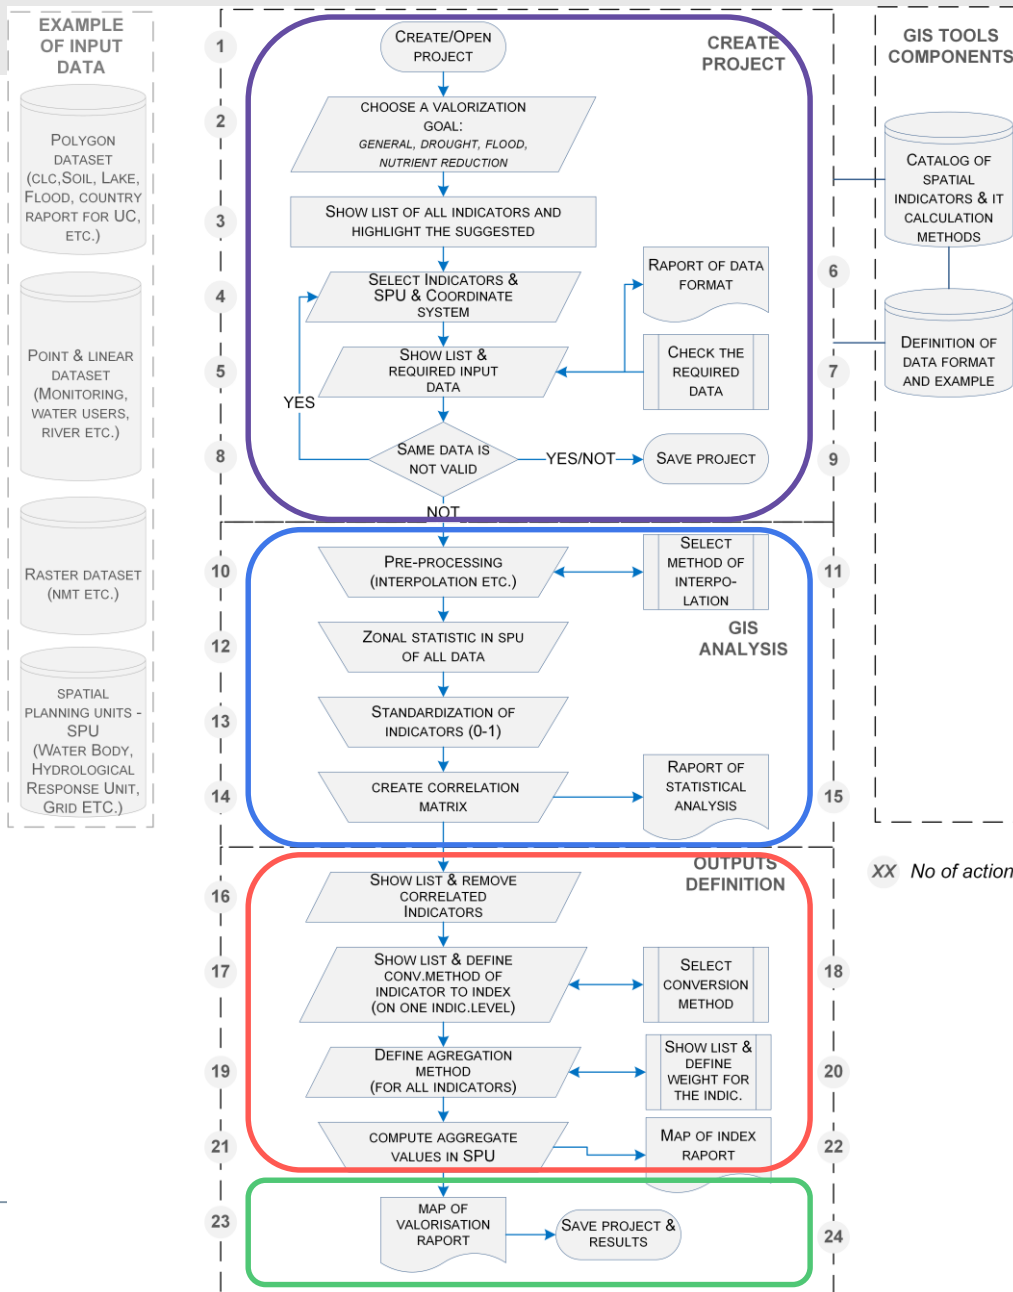 EXAMPLE
OF INPUT
DATA
POLYGON
DATASET
(CLC,SOIL, LAKE,
FLOOD, COUNTRY
RAPORT FOR UC,
ETC.)
POINT & LINEAR
DATASET
(MONITORING,
WATER USERS,
RIVER ETC.)
RASTER DATASET
(NMT ETC.)
SPATIAL
PLANNING UNITS -
SPU
(WATER BODY,
HYDROLOGICAL
RESPONSE UNIT,
GRID ETC.)
CREATE
PROJECT
1
CREATE/OPEN
PROJECT
2
CHOOSE A VALORIZATION
GOAL:
GENERAL, DROUGHT, FLOOD,
NUTRIENT REDUCTION
3
SHOW LIST OF ALL INDICATORS AND
HIGHLIGHT THE SUGGESTED
4
SELECT INDICATORS &
SPU & COORDINATE
SYSTEM
RAPORT OF DATA
FORMAT
6
5
SHOW LIST &
REQUIRED INPUT
DATA
CHECK THE
REQUIRED
DATA
7
YES
8
SAME DATA IS
NOT VALID
YES/NOT
SAVE PROJECT
9
NOT
10
PRE-PROCESSING
(INTERPOLATION ETC.)
SELECT
METHOD OF
INTERPO-
LATION
11
GIS
ANALYSIS
12
ZONAL STATISTIC IN SPU
OF ALL DATA
13
STANDARDIZATION OF
INDICATORS (0-1)
14
CREATE CORRELATION
MATRIX
RAPORT OF
STATISTICAL
ANALYSIS
15
OUTPUTS
DEFINITION
16
SHOW LIST & REMOVE
CORRELATED
INDICATORS
17
SHOW LIST & DEFINE
CONV.METHOD OF
INDICATOR TO INDEX
(ON ONE INDIC.LEVEL)
SELECT
CONVERSION
METHOD
18
19
DEFINE AGREGATION
METHOD
(FOR ALL INDICATORS)
SHOW LIST &
DEFINE
WEIGHT FOR
THE INDIC.
20
21
COMPUTE AGGREGATE
VALUES IN SPU
MAP OF INDEX
RAPORT
22
23
MAP OF
VALORISATION
RAPORT
SAVE PROJECT &
RESULTS
24
GIS TOOLS
COMPONENTS
CATALOG OF
SPATIAL
INDICATORS & IT
CALCULATION
METHODS
DEFINITION OF
DATA FORMAT
AND EXAMPLE
XX No of action